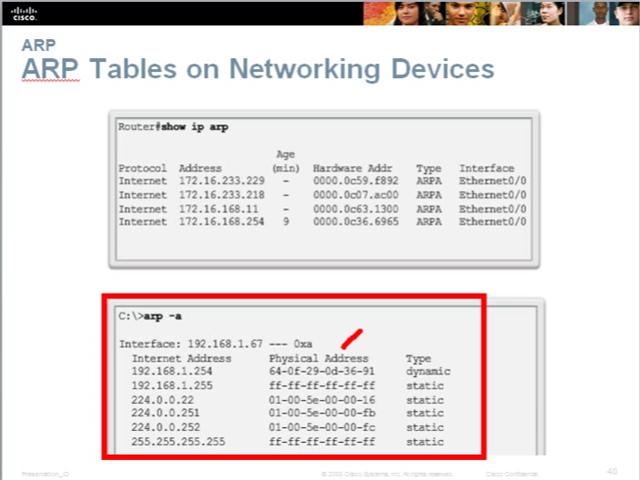 CISCO
ARP
ARP Tables on Networking Devices
Router#show ip arp
Age
Protocol Address (min) Hardware Addr Type Interface
Internet 172.16.233.229 - 0000.0c59.f892 ARPA Ethernet0/0
Internet 172.16.233.218 - 0000.0c07.ac00 ARPA Ethernet0/0
Internet 172.16.168.11 - 0000.0c63.1300 ARPA Ethernet0/0
Internet 172.16.168.254 9 0000.0c36.6965 ARPA Ethernet0/0
C:\>arp -a
Interface: 192.168.1.67 --- 0xa
Internet Address Physical Address Type
192.168.1.254 64-0f-29-0d-36-91 dynamic
192.168.1.255 ff-ff-ff-ff-ff-ff static
224.0.0.22 01-00-5e-00-00-16 static
224.0.0.251 01-00-5e-00-00-fb static
224.0.0.252 01-00-5e-00-00-fc static
255.255.255.255 ff-ff-ff-ff-ff-ff static
Presentation_ID © 2008 Cisco Systems, Inc. All rights reserved. Cisco Confidential